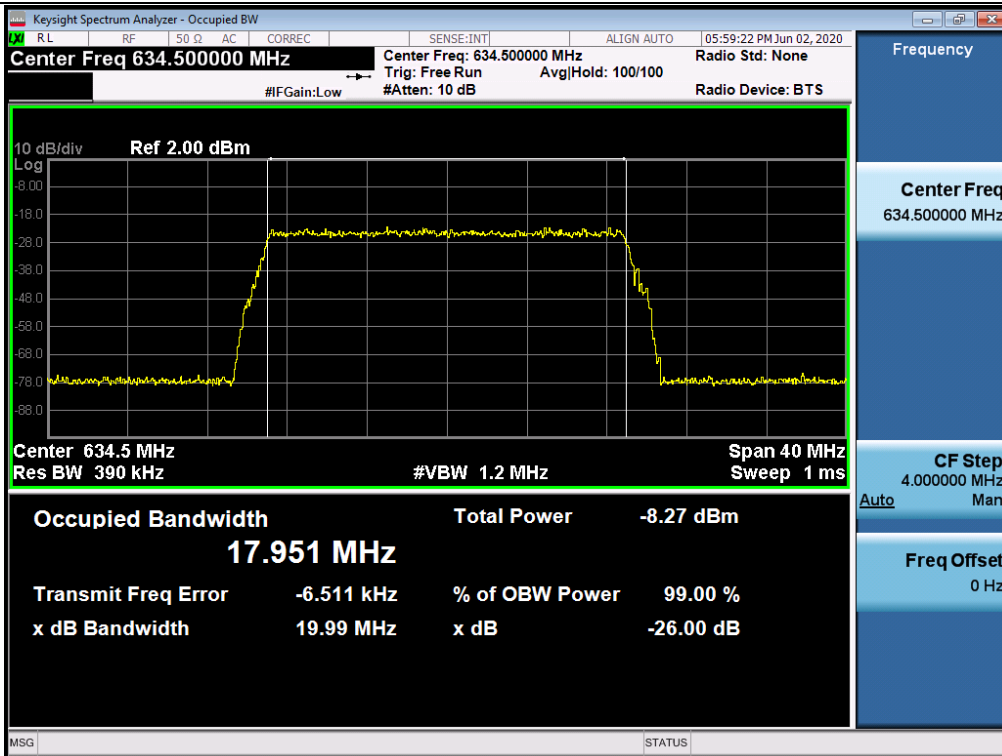 Keysight Spectrum Analyzer - Occupied BW
LXI RL RF 50 Ω AC CORREC SENSE:INT ALIGN AUTO 05:59:22 PM Jun 02, 2020
Center Freq 634.500000 MHz
Center Freq: 634.500000 MHz Radio Std: None
Trig: Free Run Avg|Hold: 100/100
#IFGain:Low #Atten: 10 dB Radio Device: BTS
10 dB/div Ref 2.00 dBm
Log
-8.00
-18.0
-28.0
-38.0
-48.0
-58.0
-68.0
-78.0
-88.0
Center 634.5 MHz Span 40 MHz
Res BW 390 kHz #VBW 1.2 MHz Sweep 1 ms
Occupied Bandwidth Total Power -8.27 dBm
17.951 MHz
Transmit Freq Error -6.511 kHz % of OBW Power 99.00 %
x dB Bandwidth 19.99 MHz x dB -26.00 dB
MSG STATUS
Frequency
Center Freq
634.500000 MHz
CF Step
4.000000 MHz
Auto Man
Freq Offset
0 Hz